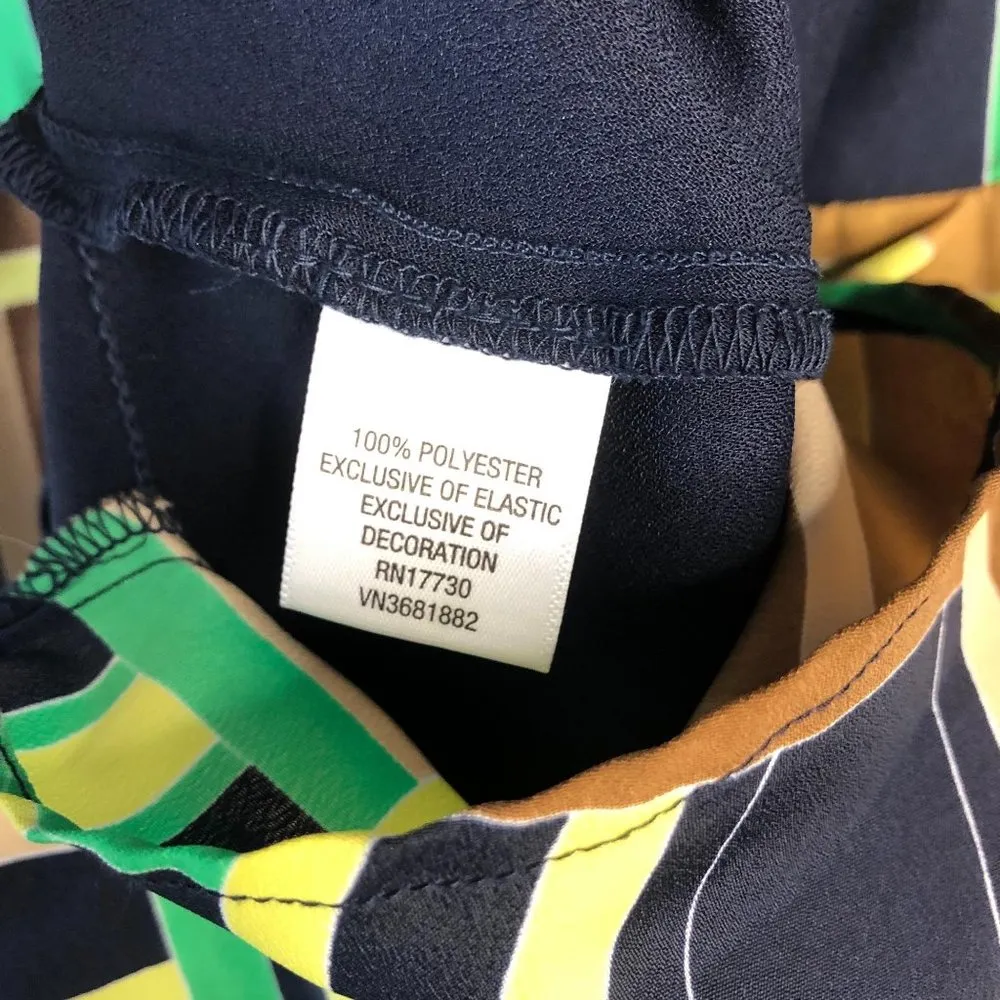 100% POLYESTER
EXCLUSIVE OF ELASTIC
EXCLUSIVE OF
DECORATION
RN17730
VN3681882